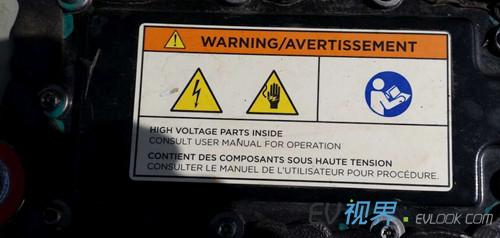 WARNING/AVERTISSEMENT
HIGH VOLTAGE PARTS INSIDE
CONSULT USER MANUAL FOR OPERATION
CONTIENT DES COMPOSANTS SOUS HAUTE TENSION
CONSULTER LE MANUEL DE L'UTILISATEUR POUR PROCÉDURE.
EV视界.EVLOOK.COM